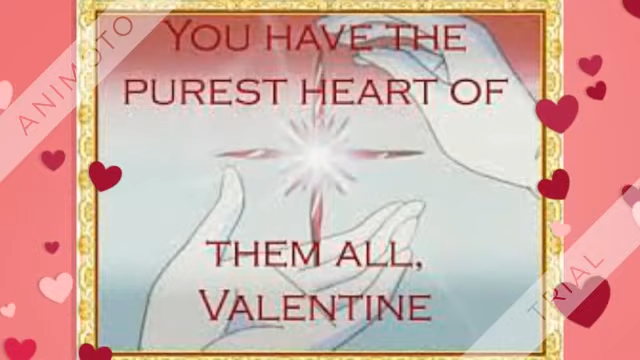 YOU HAVE THE
PUREST HEART OF
THEM ALL,
VALENTINE
ANIMOTO
TRIAL